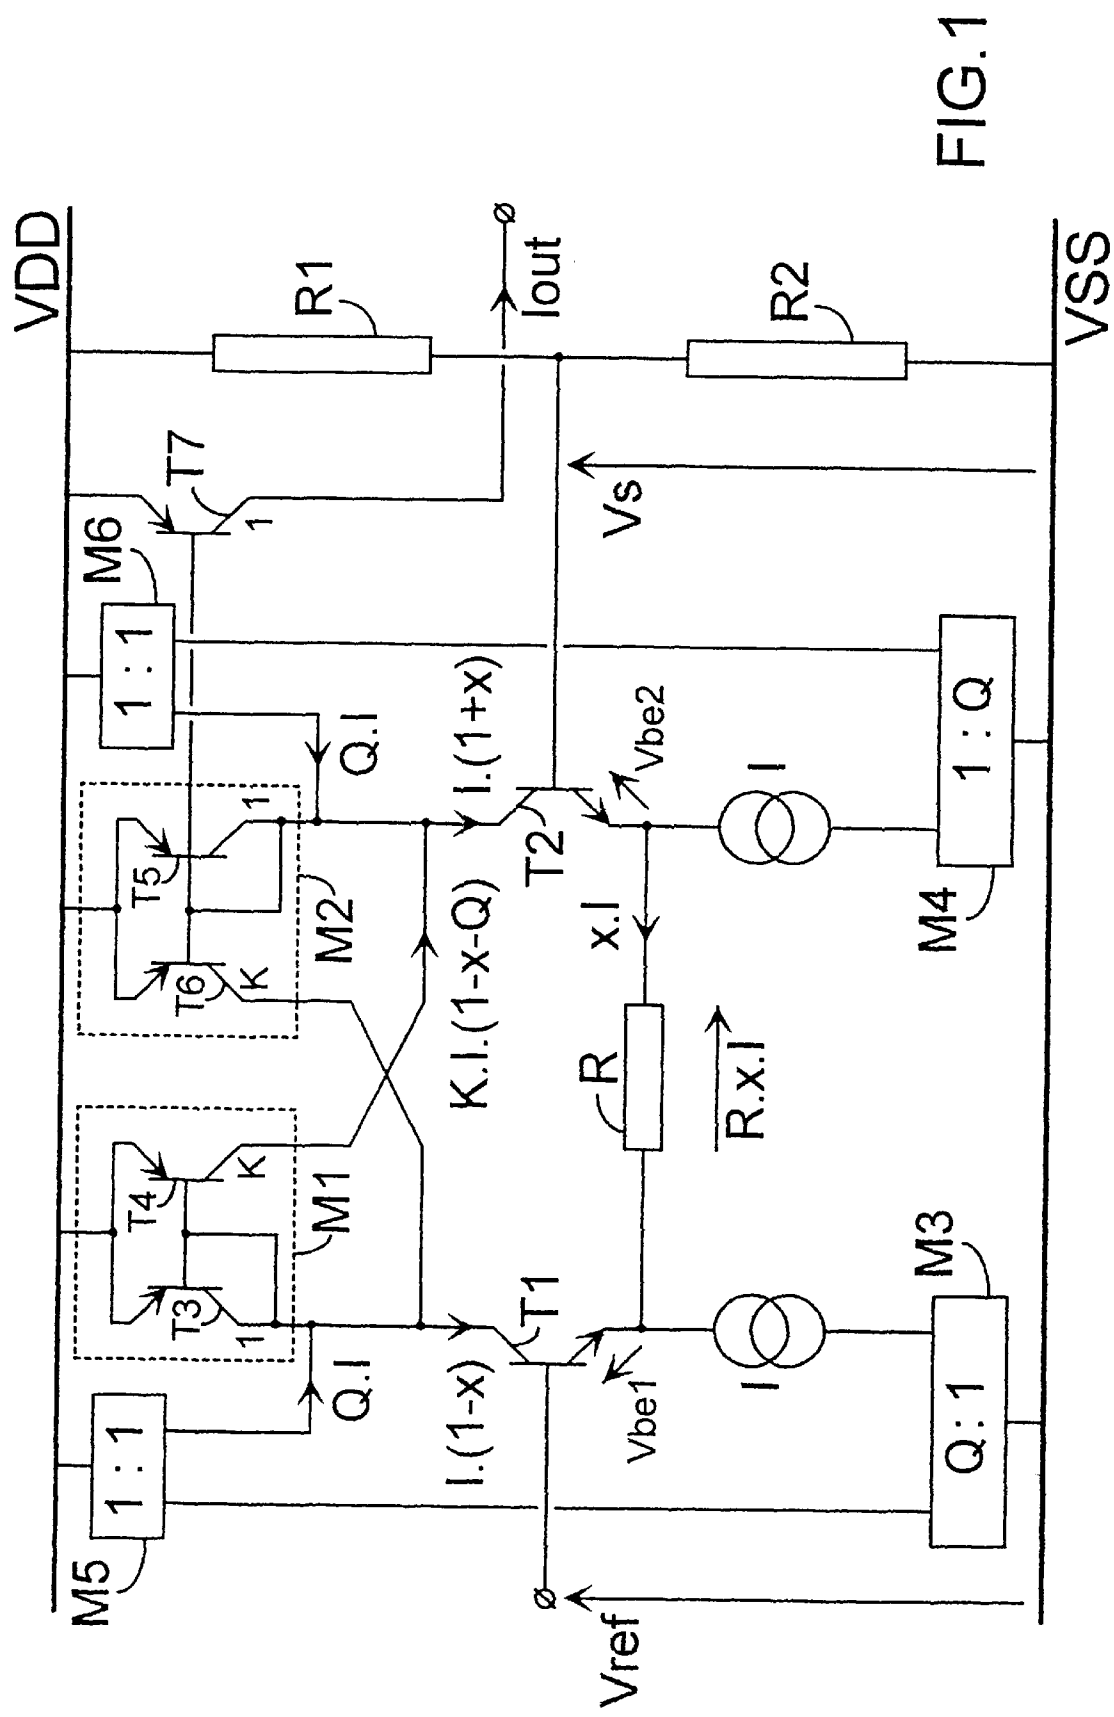 VDD
M5
1 : 1
Q.I
T3
1
T4
K
M1
T6
K
T5
1
M2
M6
1 : 1
Q.I
T7
1
R1
Iout
I.(1-x)
K.I.(1-x-Q)
I.(1+x)
T1
T2
Vref
Vbe1
Vbe2
R
x.I
R.x.I
Vs
R2
I
I
Q : 1
M3
M4
1 : Q
VSS
FIG.1